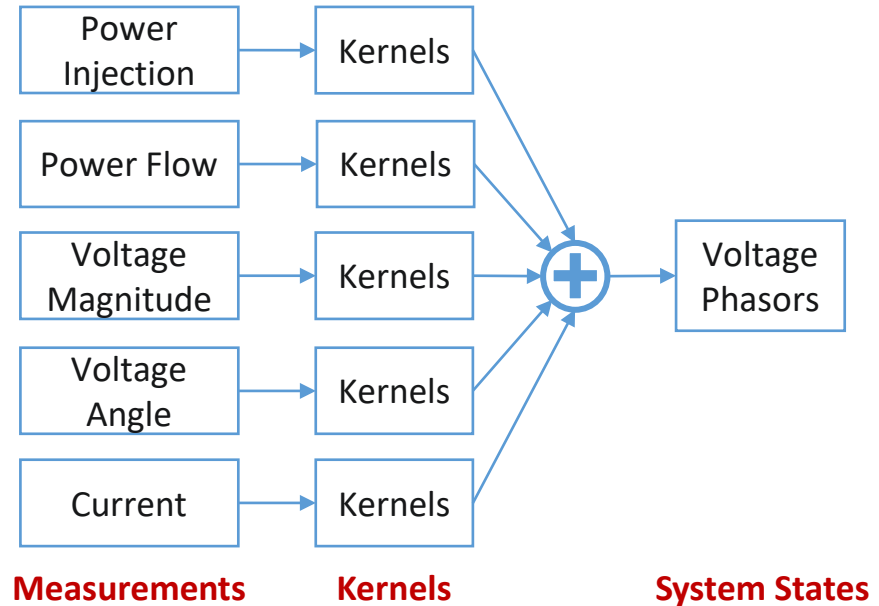 Power
Injection
Kernels
Power Flow
Kernels
Voltage
Magnitude
Kernels
Voltage
Phasors
Voltage
Angle
Kernels
Current
Kernels
Measurements
Kernels
System States